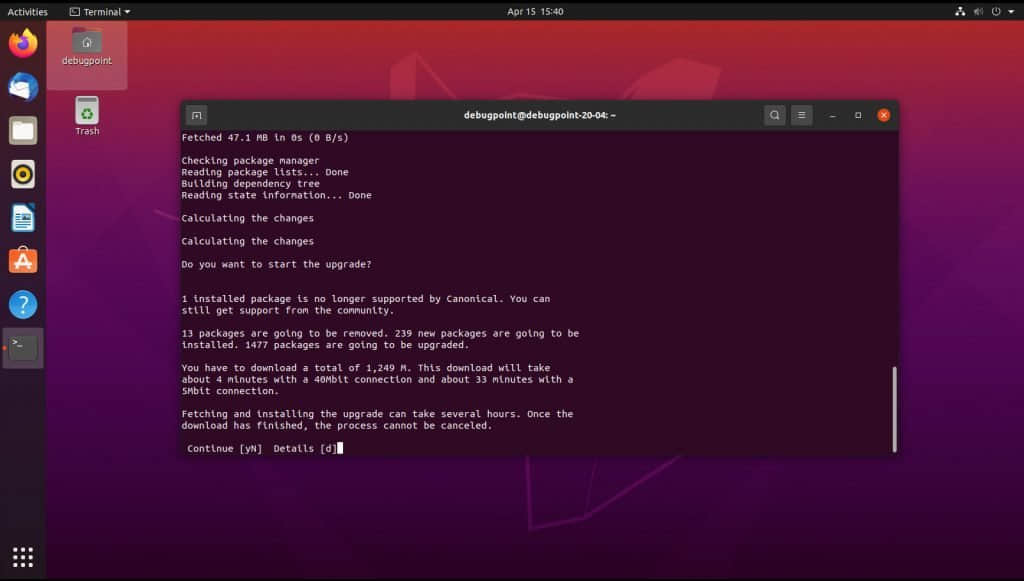 Activities
Terminal
Apr 15 15:40
debugpoint
Trash
debugpoint@debugpoint-20-04: ~
Fetched 47.1 MB in 0s (0 B/s)
Checking package manager
Reading package lists... Done
Building dependency tree
Reading state information... Done
Calculating the changes
Calculating the changes
Do you want to start the upgrade?
1 installed package is no longer supported by Canonical. You can
still get support from the community.
13 packages are going to be removed. 239 new packages are going to be
installed. 1477 packages are going to be upgraded.
You have to download a total of 1,249 M. This download will take
about 4 minutes with a 40Mbit connection and about 33 minutes with a
5Mbit connection.
Fetching and installing the upgrade can take several hours. Once the
download has finished, the process cannot be canceled.
Continue [yN]  Details [d]